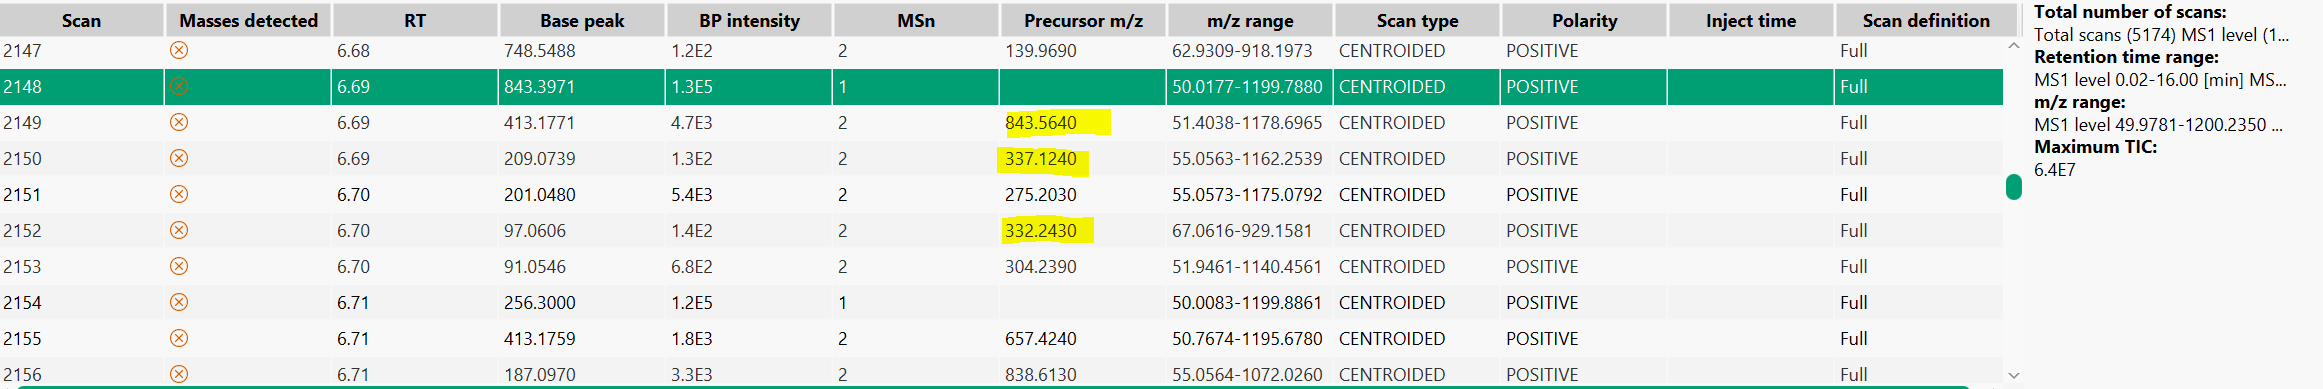 Scan Masses detected RT Base peak BP intensity MSn Precursor m/z m/z range Scan type Polarity Inject time Scan definition
2147 6.68 748.5488 1.2E2 2 139.9690 62.9309-918.1973 CENTROIDED POSITIVE Full
2148 6.69 843.3971 1.3E5 1 50.0177-1199.7880 CENTROIDED POSITIVE Full
2149 6.69 413.1771 4.7E3 2 843.5640 51.4038-1178.6965 CENTROIDED POSITIVE Full
2150 6.69 209.0739 1.3E2 2 337.1240 55.0563-1162.2539 CENTROIDED POSITIVE Full
2151 6.70 201.0480 5.4E3 2 275.2030 55.0573-1175.0792 CENTROIDED POSITIVE Full
2152 6.70 97.0606 1.4E2 2 332.2430 67.0616-929.1581 CENTROIDED POSITIVE Full
2153 6.70 91.0546 6.8E2 2 304.2390 51.9461-1140.4561 CENTROIDED POSITIVE Full
2154 6.71 256.3000 1.2E5 1 50.0083-1199.8861 CENTROIDED POSITIVE Full
2155 6.71 413.1759 1.8E3 2 657.4240 50.7674-1195.6780 CENTROIDED POSITIVE Full
2156 6.71 187.0970 3.3E3 2 838.6130 55.0564-1072.0260 CENTROIDED POSITIVE Full
Total number of scans:
Total scans (5174) MS1 level (1...
Retention time range:
MS1 level 0.02-16.00 [min] MS...
m/z range:
MS1 level 49.9781-1200.2350 ...
Maximum TIC:
6.4E7